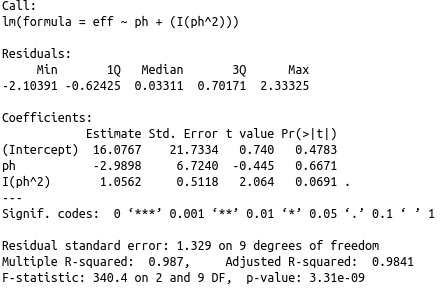 Call:
lm(formula = eff ~ ph + (I(ph^2)))
Residuals:
Min 1Q Median 3Q Max
-2.10391 -0.62425 0.03311 0.70171 2.33325
Coefficients:
Estimate Std. Error t value Pr(>|t|)
(Intercept) 16.0767 21.7334 0.740 0.4783
ph -2.9898 6.7240 -0.445 0.6671
I(ph^2) 1.0562 0.5118 2.064 0.0691 .
---
Signif. codes: 0 ‘***’ 0.001 ‘**’ 0.01 ‘*’ 0.05 ‘.’ 0.1 ‘ ’ 1
Residual standard error: 1.329 on 9 degrees of freedom
Multiple R-squared: 0.987, Adjusted R-squared: 0.9841
F-statistic: 340.4 on 2 and 9 DF, p-value: 3.31e-09